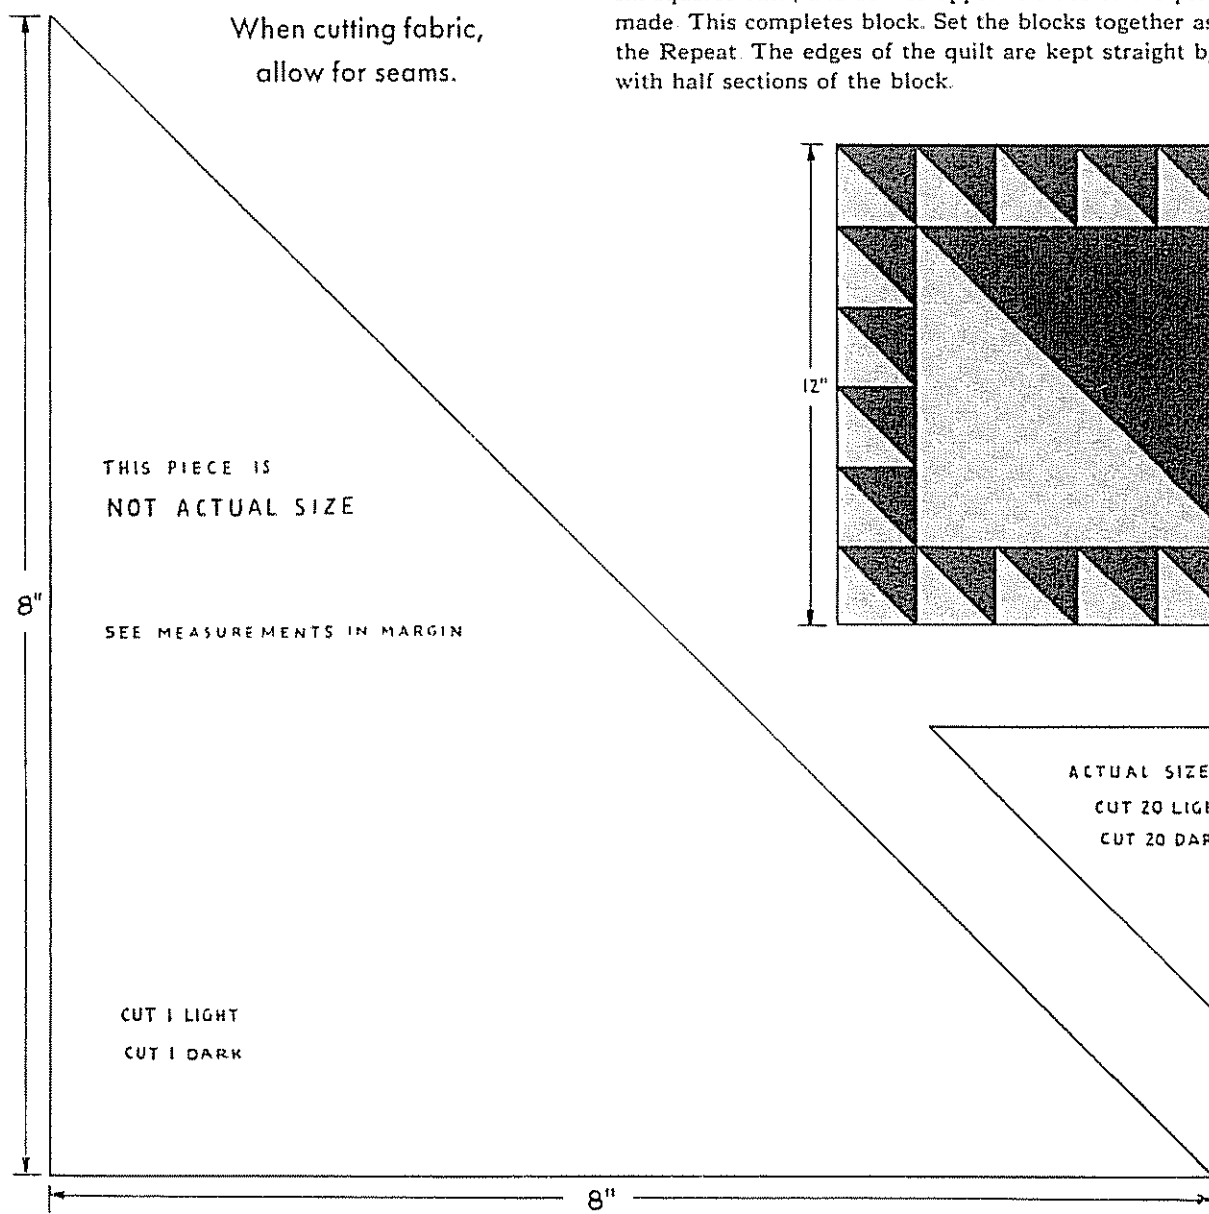 When cutting fabric,
allow for seams.
made. This completes block. Set the blocks together as
the Repeat. The edges of the quilt are kept straight
with half sections of the block.
12"
THIS PIECE IS
NOT ACTUAL SIZE
8"
SEE MEASUREMENTS IN MARGIN
ACTUAL SIZE
CUT 20
CUT 20
CUT 1 LIGHT
CUT 1 DARK
8"